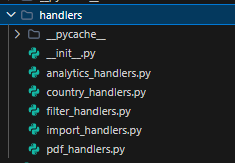 handlers
__pycache__
__init__.py
analytics_handlers.py
country_handlers.py
filter_handlers.py
import_handlers.py
pdf_handlers.py